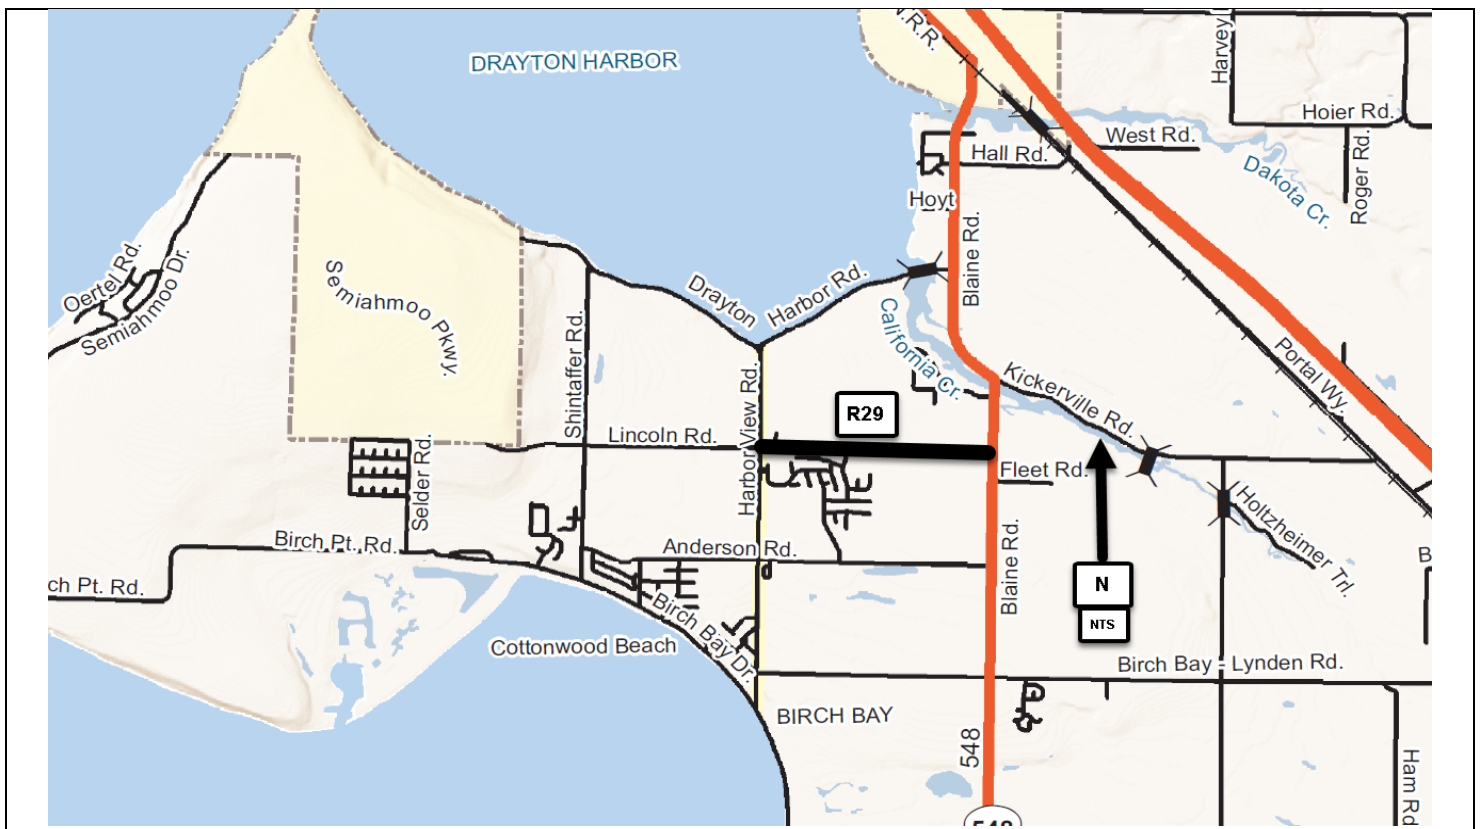 N.R.R.
DRAYTON HARBOR
Harvey
Hoier Rd.
West Rd.
Hall Rd.
Roger Rd.
Dakota Cr.
Hoyt
Blaine Rd.
Oertel Rd.
Semiahmoo Dr.
Semiahmoo Pkwy.
Drayton Harbor Rd.
California Cr.
Shintaffer Rd.
Portal Wy.
Kickerville Rd.
Harbor View Rd.
R29
Lincoln Rd.
Selder Rd.
Fleet Rd.
Holtzheimer Trl.
Birch Pt. Rd.
Anderson Rd.
Blaine Rd.
B
N
NTS
ch Pt. Rd.
Birch Bay Dr.
Cottonwood Beach
Birch Bay - Lynden Rd.
BIRCH BAY
548
Ham Rd
548